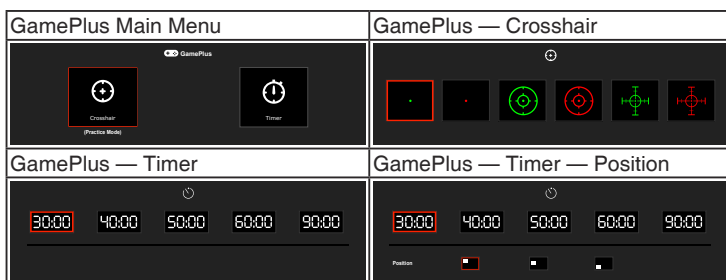 GamePlus Main Menu
GamePlus — Crosshair
GamePlus
Crosshair
Timer
(Practice Mode)
GamePlus — Timer
GamePlus — Timer — Position
30:00 40:00 50:00 60:00 90:00
30:00 40:00 50:00 60:00 90:00
Position